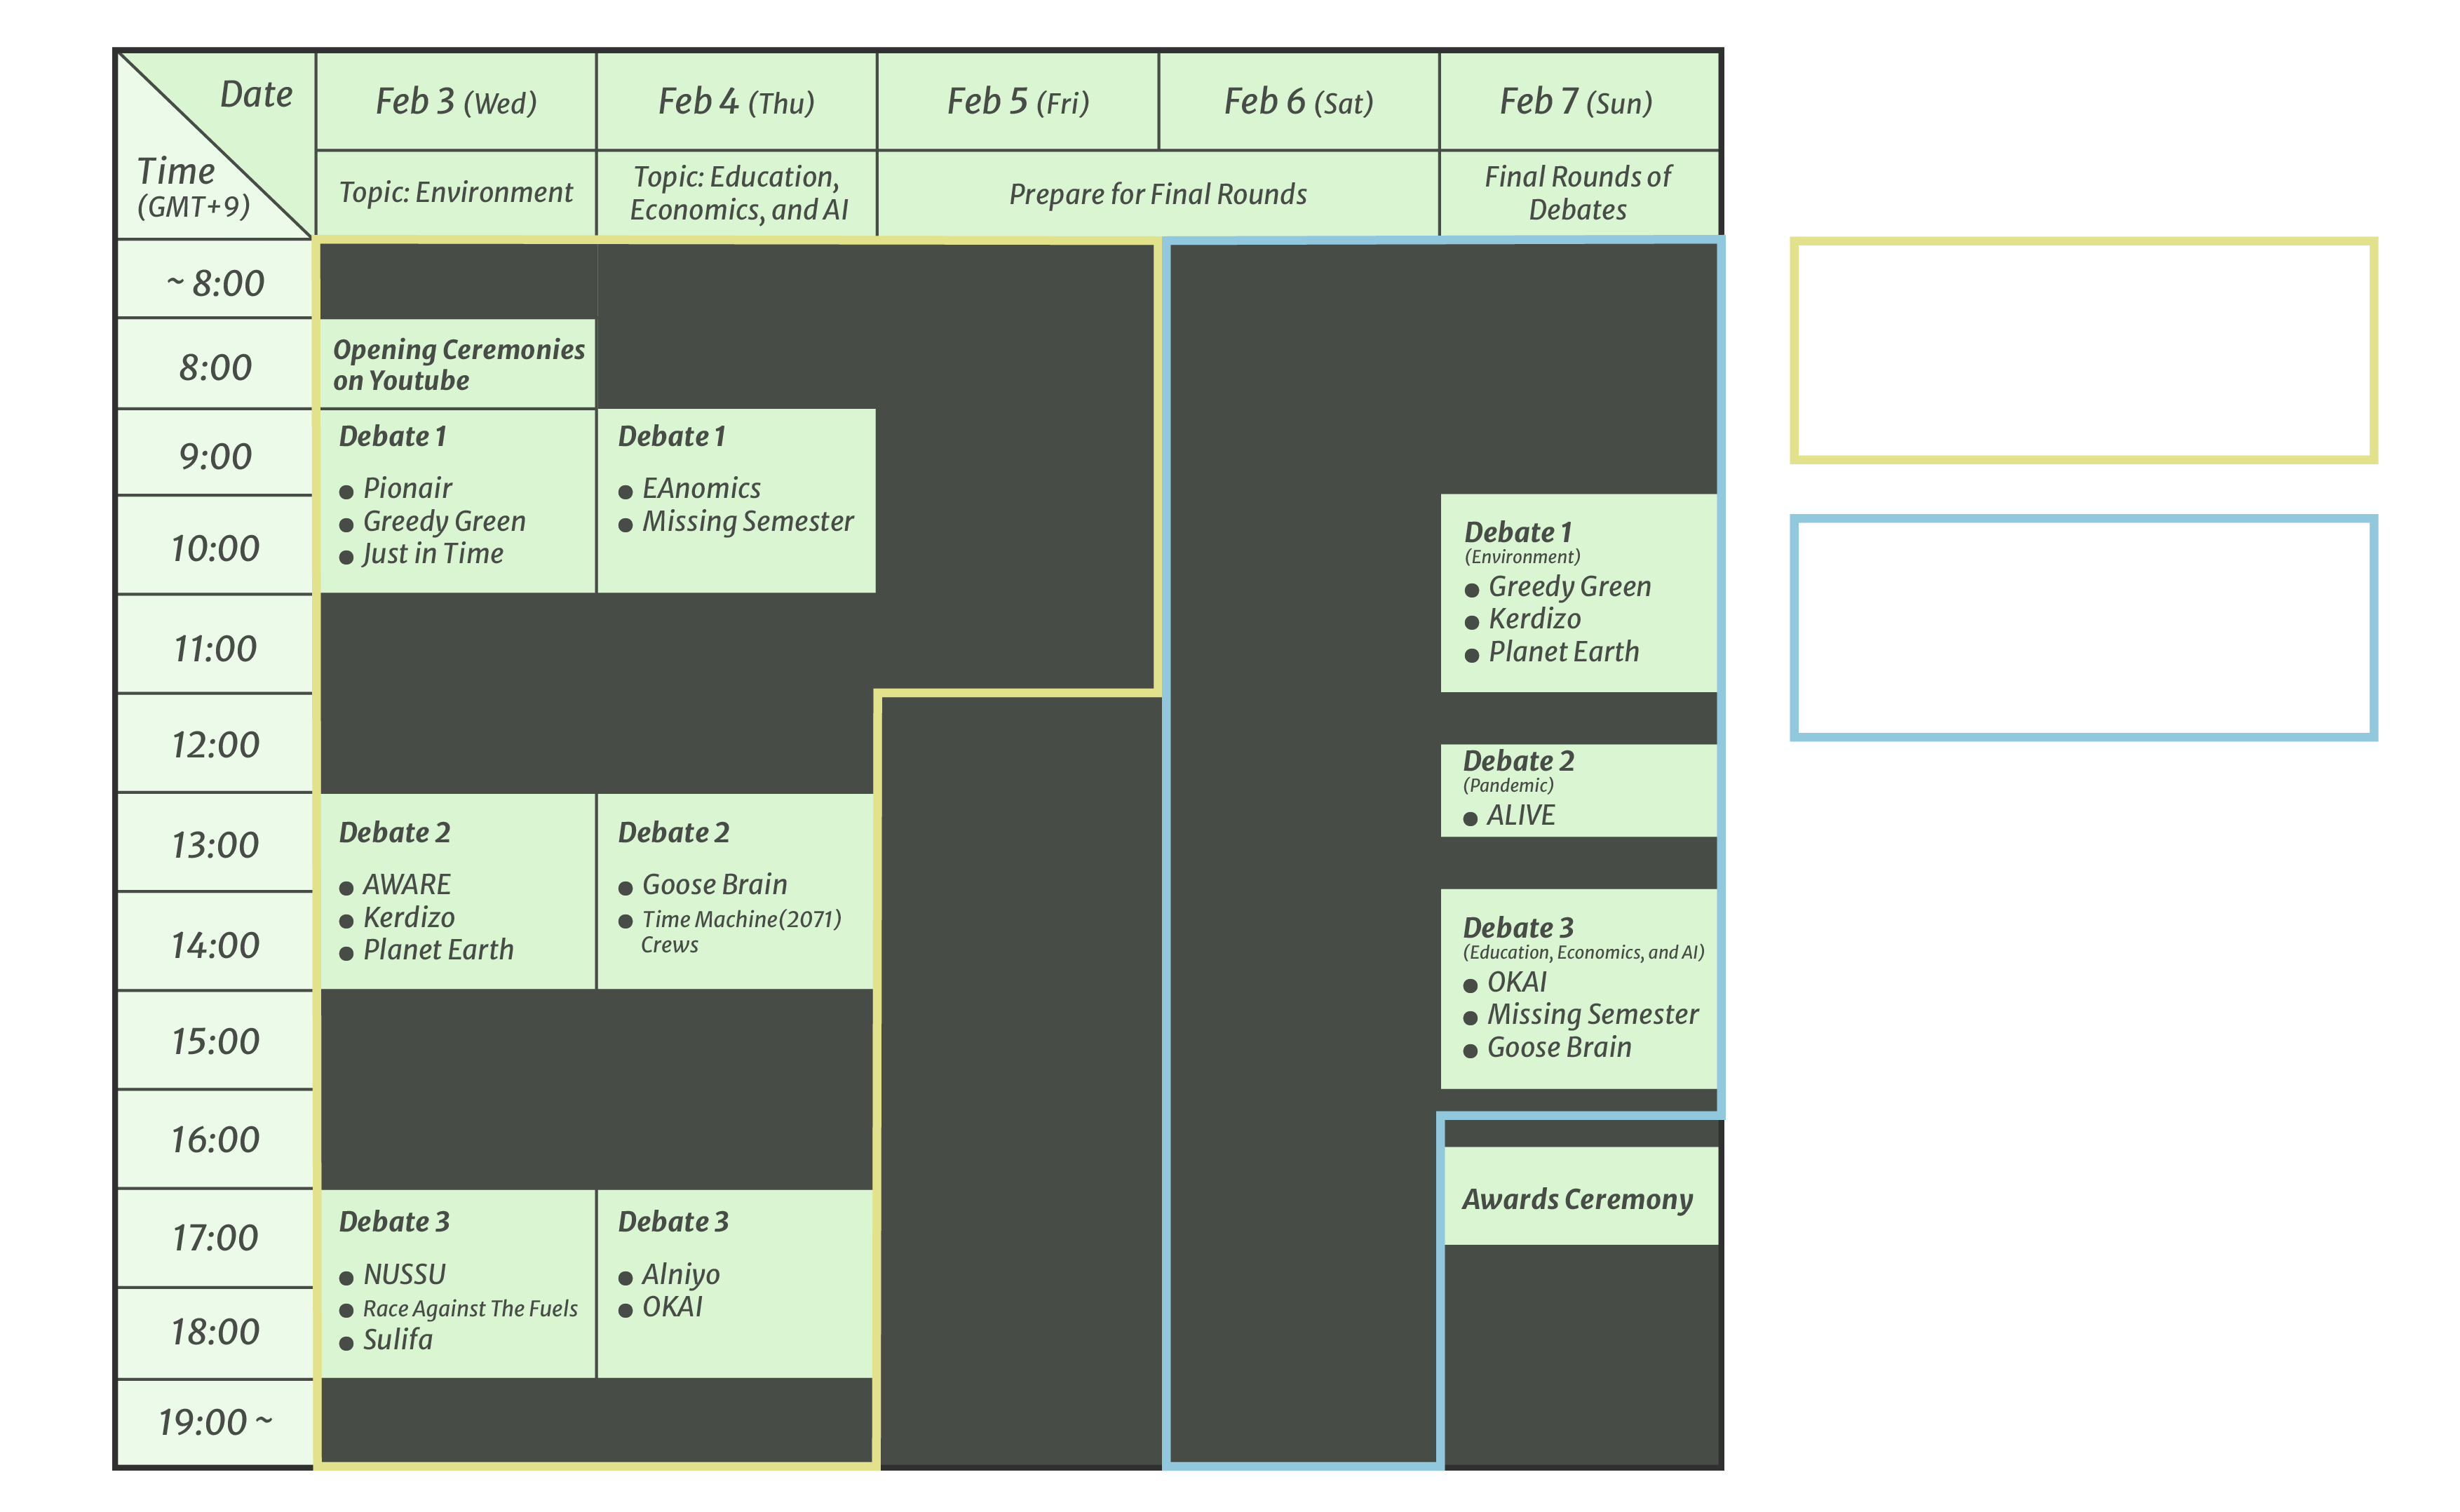 Date
Time
(GMT+9)
Feb 3 (Wed)
Feb 4 (Thu)
Feb 5 (Fri)
Feb 6 (Sat)
Feb 7 (Sun)
Topic: Environment
Topic: Education,
Economics, and AI
Prepare for Final Rounds
Final Rounds of
Debates
~ 8:00
8:00
9:00
10:00
11:00
12:00
13:00
14:00
15:00
16:00
17:00
18:00
19:00 ~
Opening Ceremonies
on Youtube
Debate 1
● Pionair
● Greedy Green
● Just in Time
Debate 2
● AWARE
● Kerdizo
● Planet Earth
Debate 3
● NUSSU
● Race Against The Fuels
● Sulifa
Debate 1
● EAnomics
● Missing Semester
Debate 2
● Goose Brain
● Time Machine(2071)
Crews
Debate 3
● Alniyo
● OKAI
Debate 1
(Environment)
● Greedy Green
● Kerdizo
● Planet Earth
Debate 2
(Pandemic)
● ALIVE
Debate 3
(Education, Economics, and AI)
● OKAI
● Missing Semester
● Goose Brain
Awards Ceremony